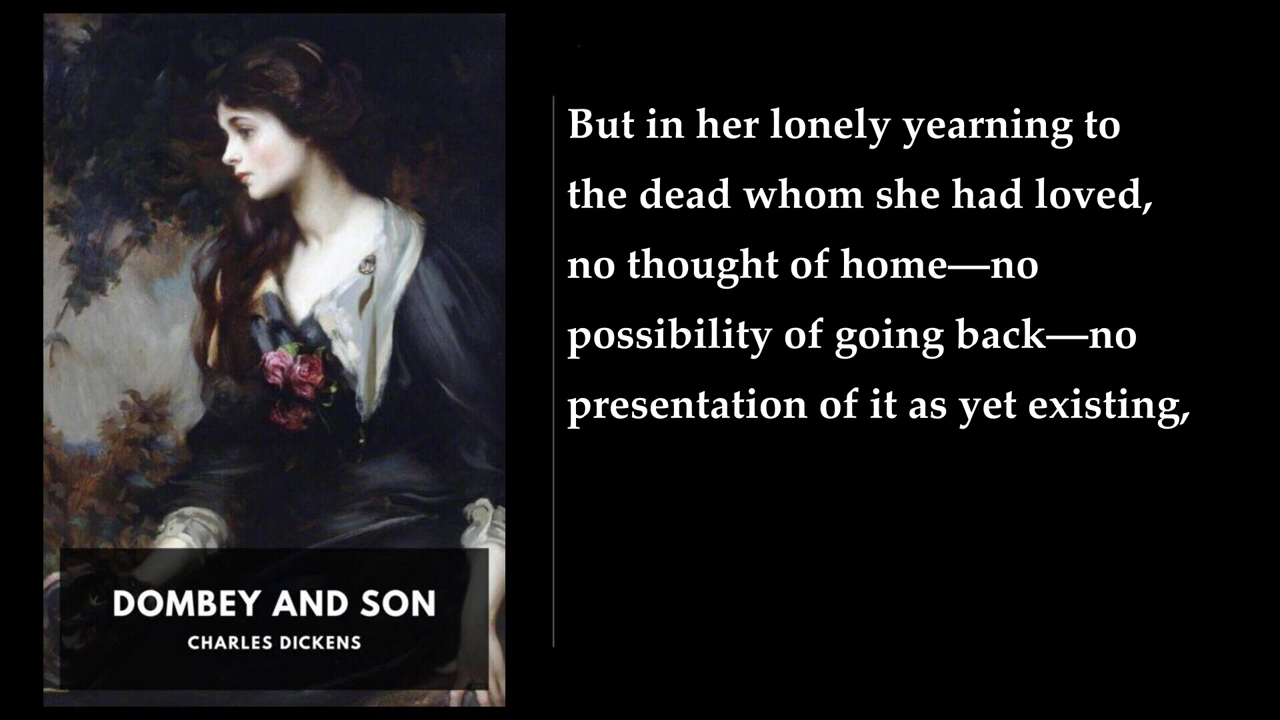 DOMBEY AND SON
CHARLES DICKENS
But in her lonely yearning to
the dead whom she had loved,
no thought of home—no
possibility of going back—no
presentation of it as yet existing,